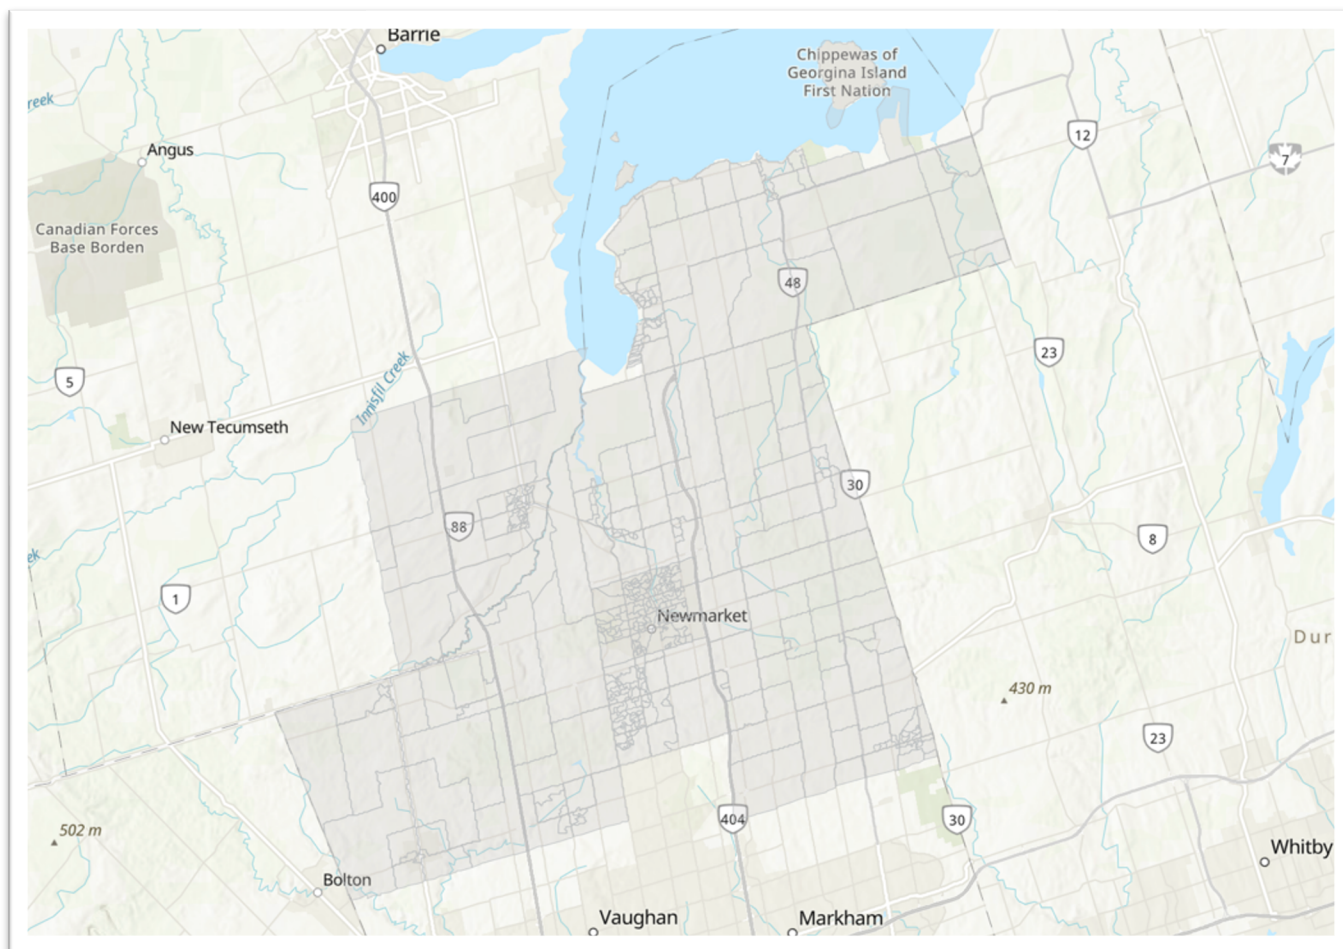 Barrie
Chippewas of
Georgina Island
First Nation
reek
12
Angus
7
400
Canadian Forces
Base Borden
48
23
5
Innisfil Creek
New Tecumseth
30
88
8
ek
1
Newmarket
Dur
430 m
23
404
30
502 m
Whitby
Bolton
Vaughan
Markham